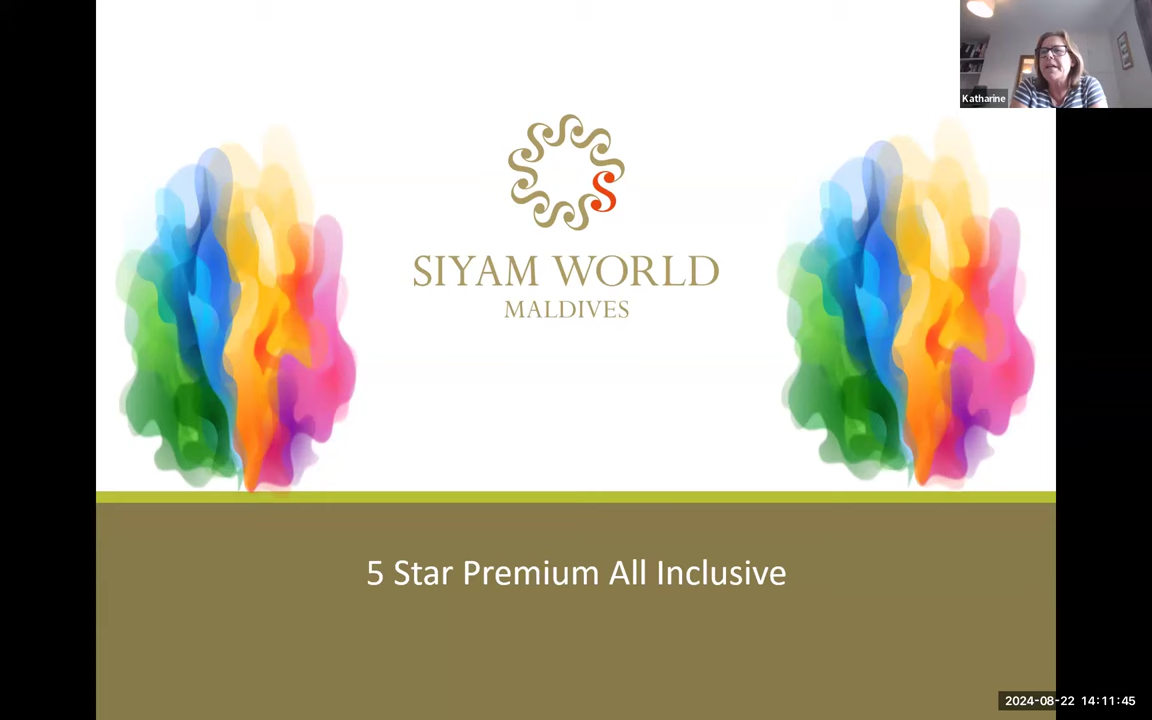 Katharine
SIYAM WORLD
MALDIVES
5 Star Premium All Inclusive
2024-08-22 14:11:45